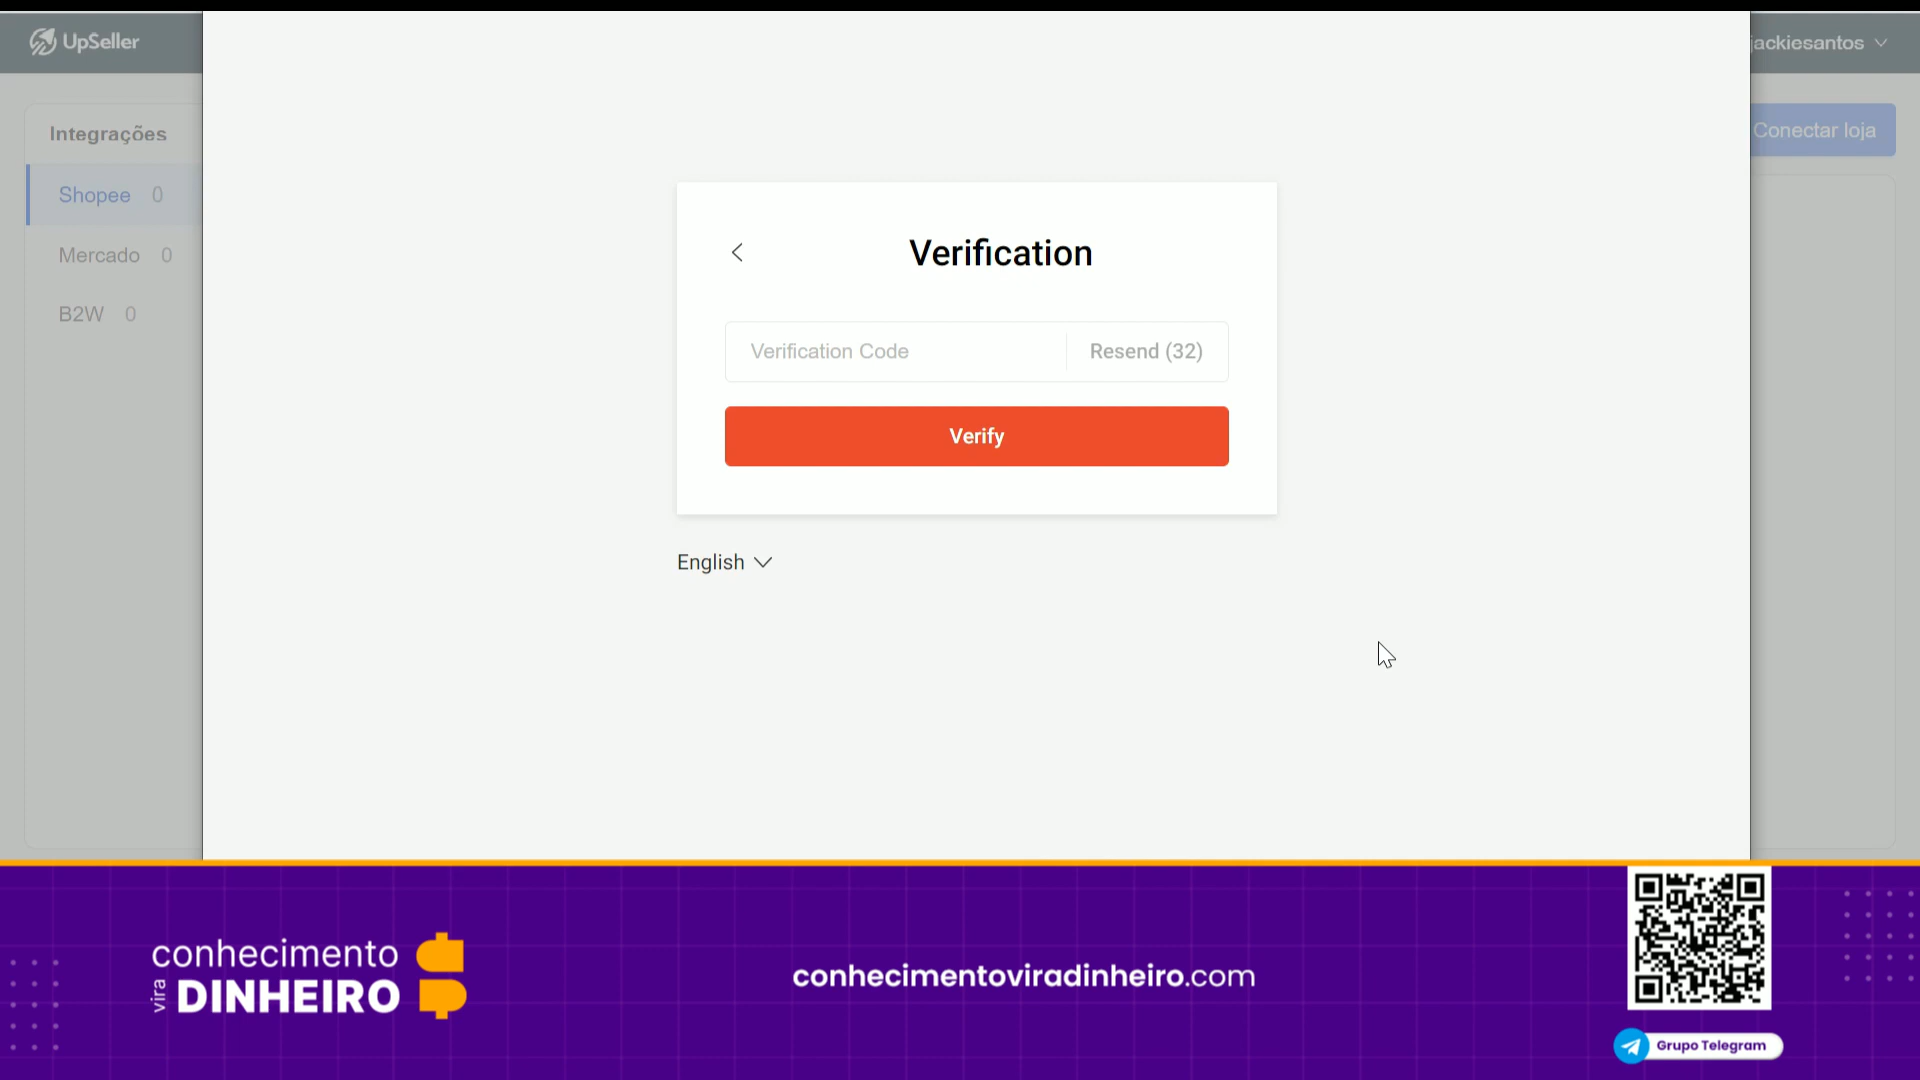 UpSeller
jackiesantos
Integrações
Conectar loja
Shopee 0
Mercado 0
B2W 0
Verification
Verification Code
Resend (32)
Verify
English
conhecimento
vira DINHEIRO
conhecimentoviradinheiro.com
Grupo Telegram